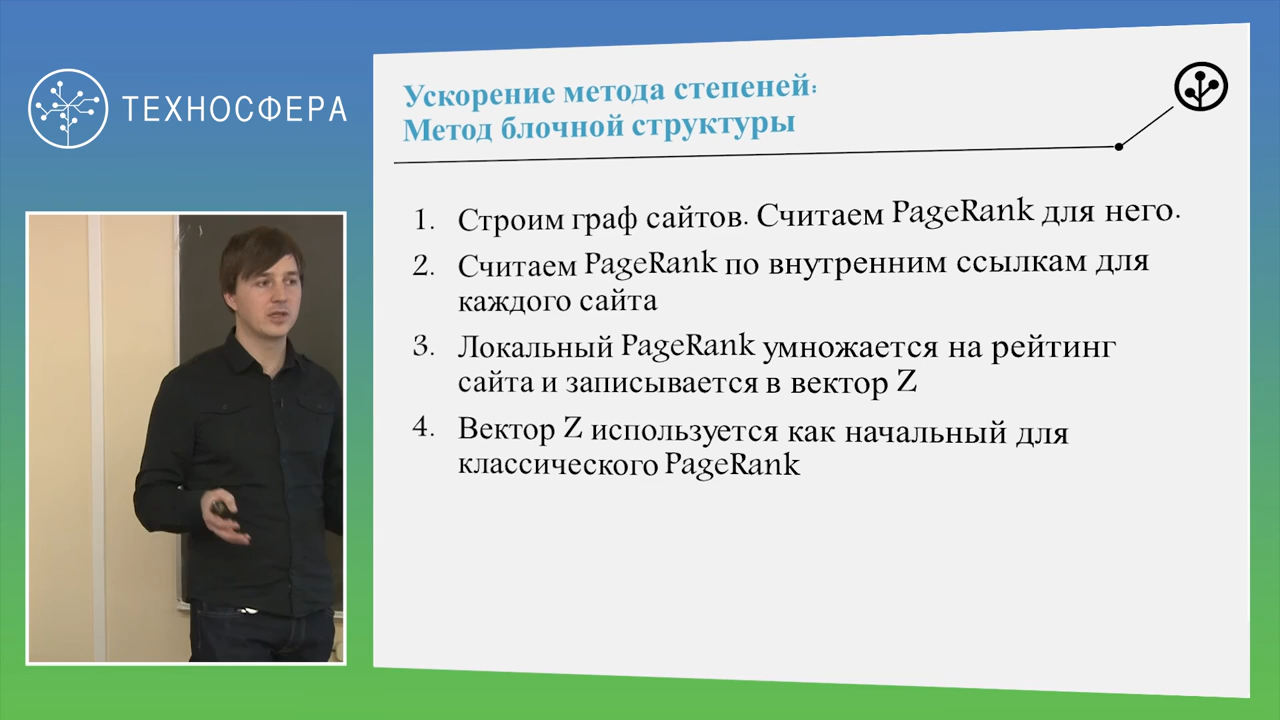 ТЕХНОСФЕРА
Ускорение метода степеней:
Метод блочной структуры
1. Строим граф сайтов. Считаем PageRank для него.
2. Считаем PageRank по внутренним ссылкам для
каждого сайта
3. Локальный PageRank умножается на рейтинг
сайта и записывается в вектор Z
4. Вектор Z используется как начальный для
классического PageRank